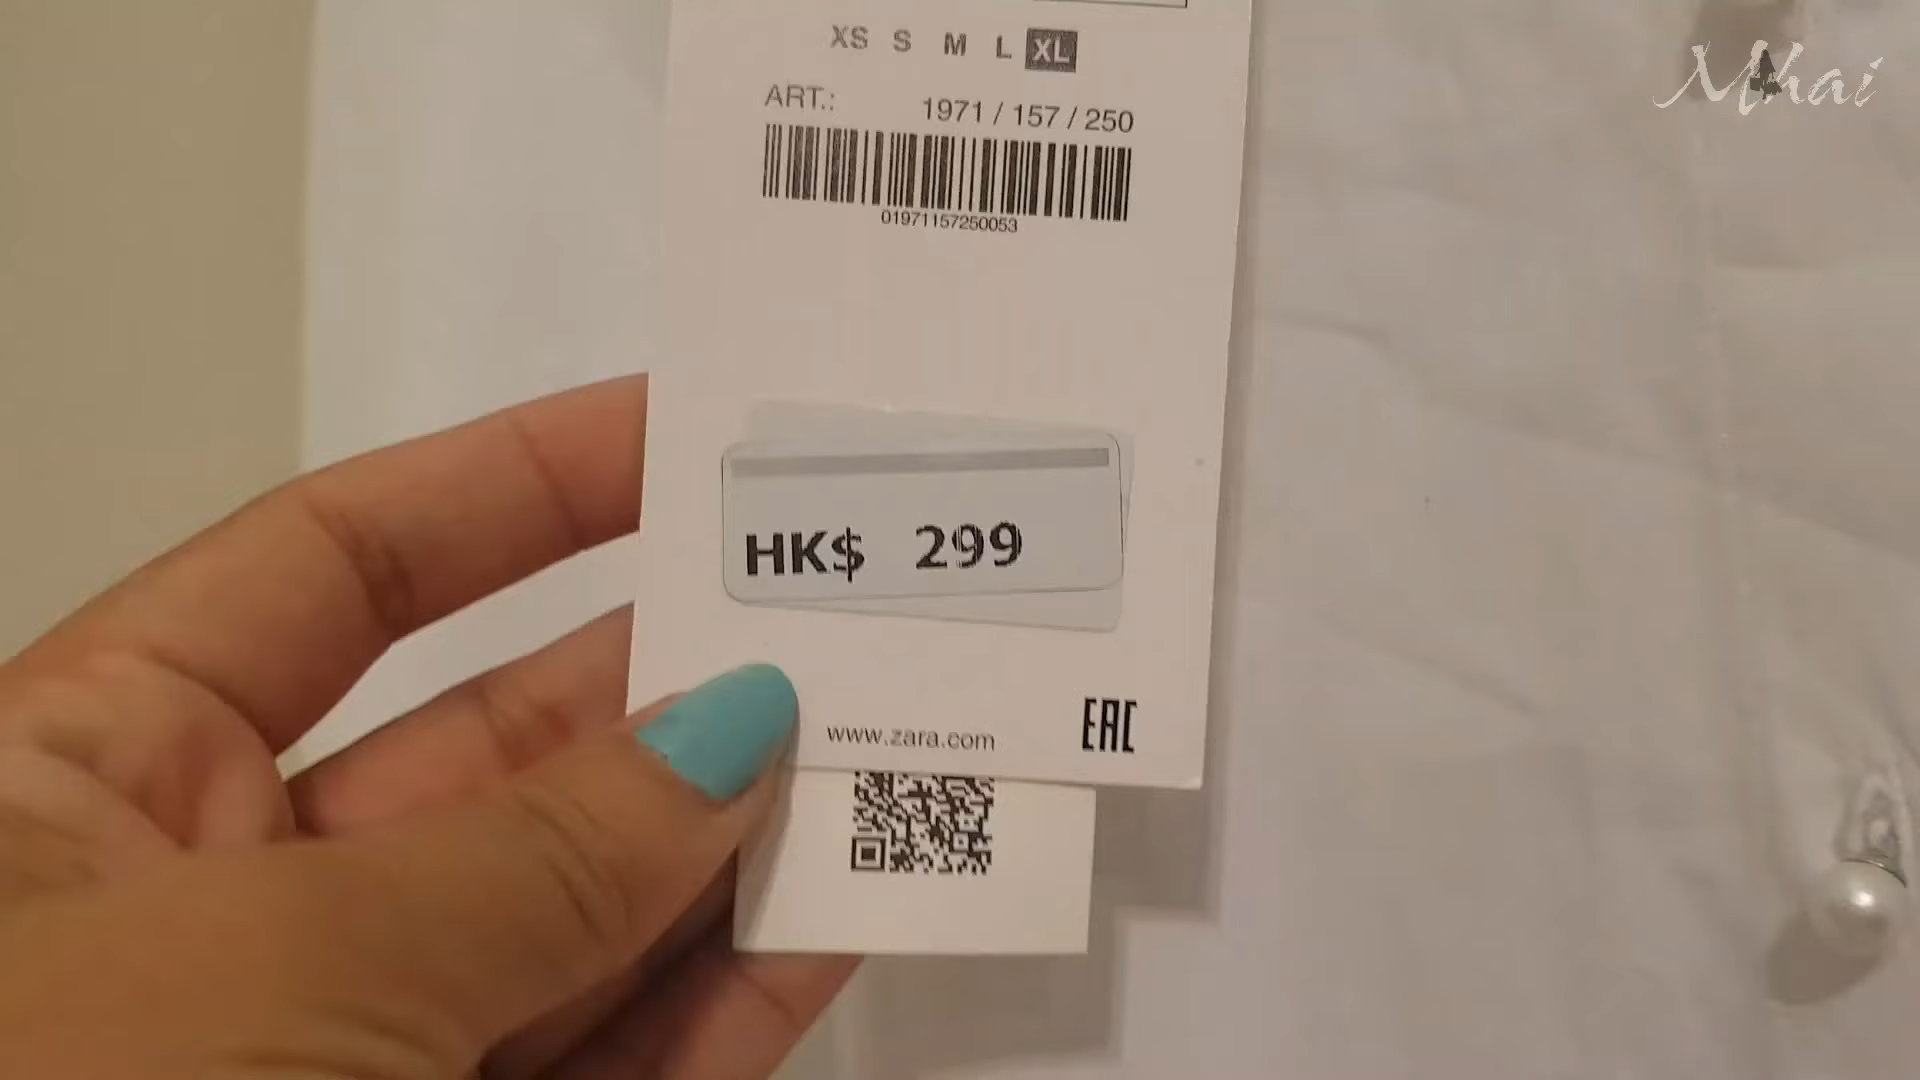 Mhai
XS S M L XL
ART.: 1971 / 157 / 250
01971157250053
HK$ 299
www.zara.com
EAC